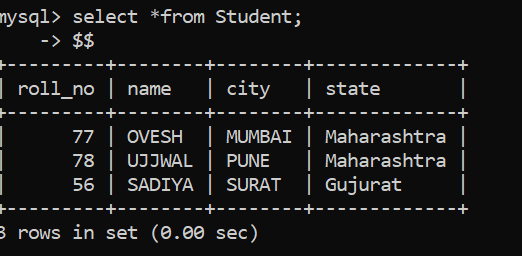 mysql> select *from Student;
    -> $$
+---------+--------+--------+-------------+
| roll_no | name   | city   | state       |
+---------+--------+--------+-------------+
|      77 | OVESH  | MUMBAI | Maharashtra |
|      78 | UJJWAL | PUNE   | Maharashtra |
|      56 | SADIYA | SURAT  | Gujurat     |
+---------+--------+--------+-------------+
3 rows in set (0.00 sec)